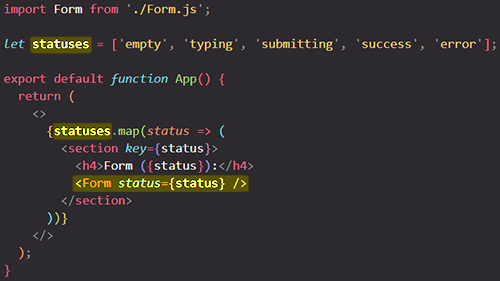 import Form from './Form.js';
let statuses = ['empty', 'typing', 'submitting', 'success', 'error'];
export default function App() {
return (
<>
{statuses.map(status => (
<section key={status}>
<h4>Form ({status}):</h4>
<Form status={status} />
</section>
))}
</>
);
}